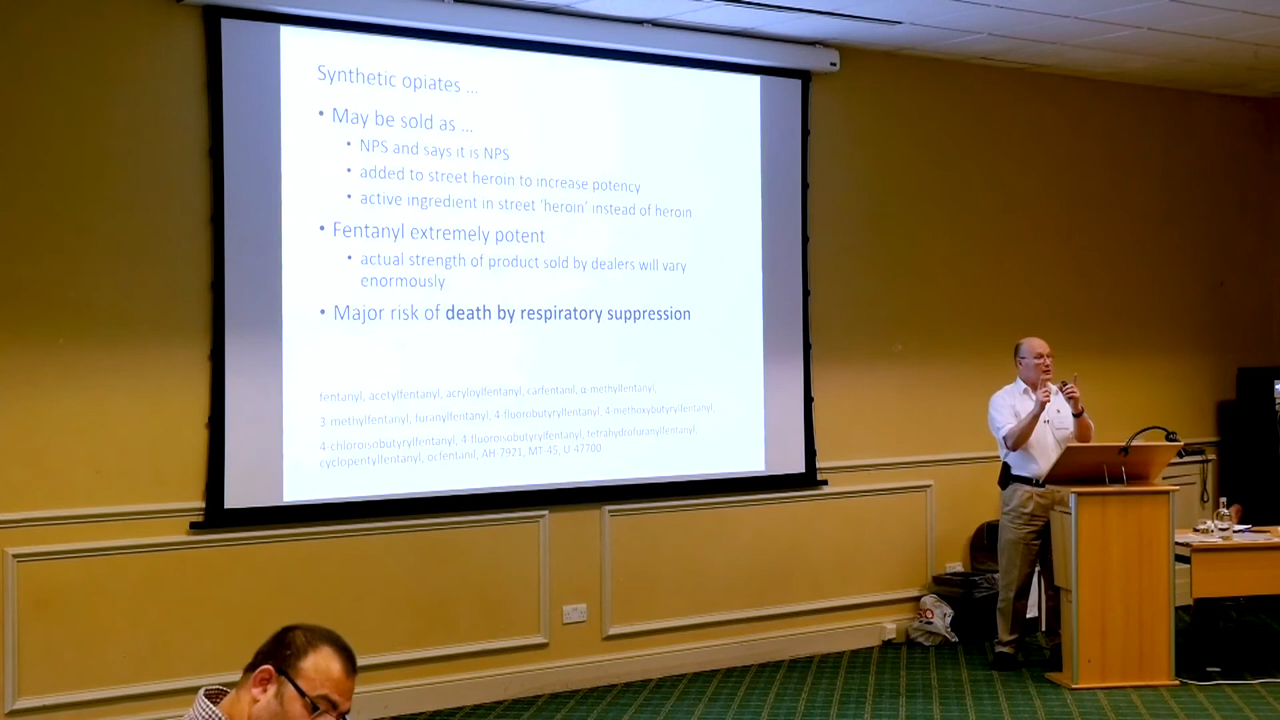 Synthetic opiates ...
• May be sold as ...
• NPS and says it is NPS
• added to street heroin to increase potency
• active ingredient in street 'heroin' instead of heroin
• Fentanyl extremely potent
• actual strength of product sold by dealers will vary
enormously
• Major risk of death by respiratory suppression
fentanyl, acetylfentanyl, acryloylfentanyl, carfentanil, α-methylfentanyl,
3-methylfentanyl, furanylfentanyl, 4-fluorobutyrylfentanyl, 4-methoxybutyrylfentanyl,
4-chloroisobutyrylfentanyl, 4-fluoroisobutyrylfentanyl, tetrahydrofuranylfentanyl,
cyclopentylfentanyl, ocfentanil, AH-7921, MT-45, U-47700